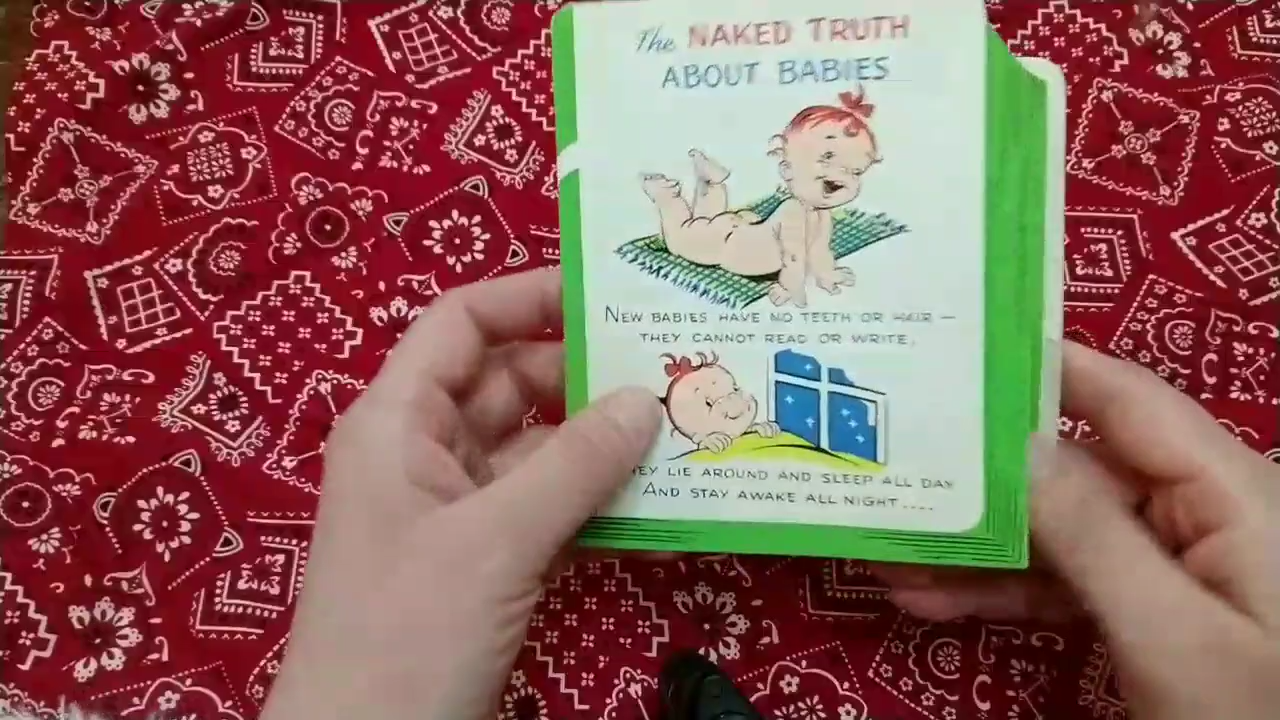 The NAKED TRUTH
ABOUT BABIES
NEW BABIES HAVE NO TEETH OR HAIR —
THEY CANNOT READ OR WRITE,
HEY LIE AROUND AND SLEEP ALL DAY
AND STAY AWAKE ALL NIGHT....